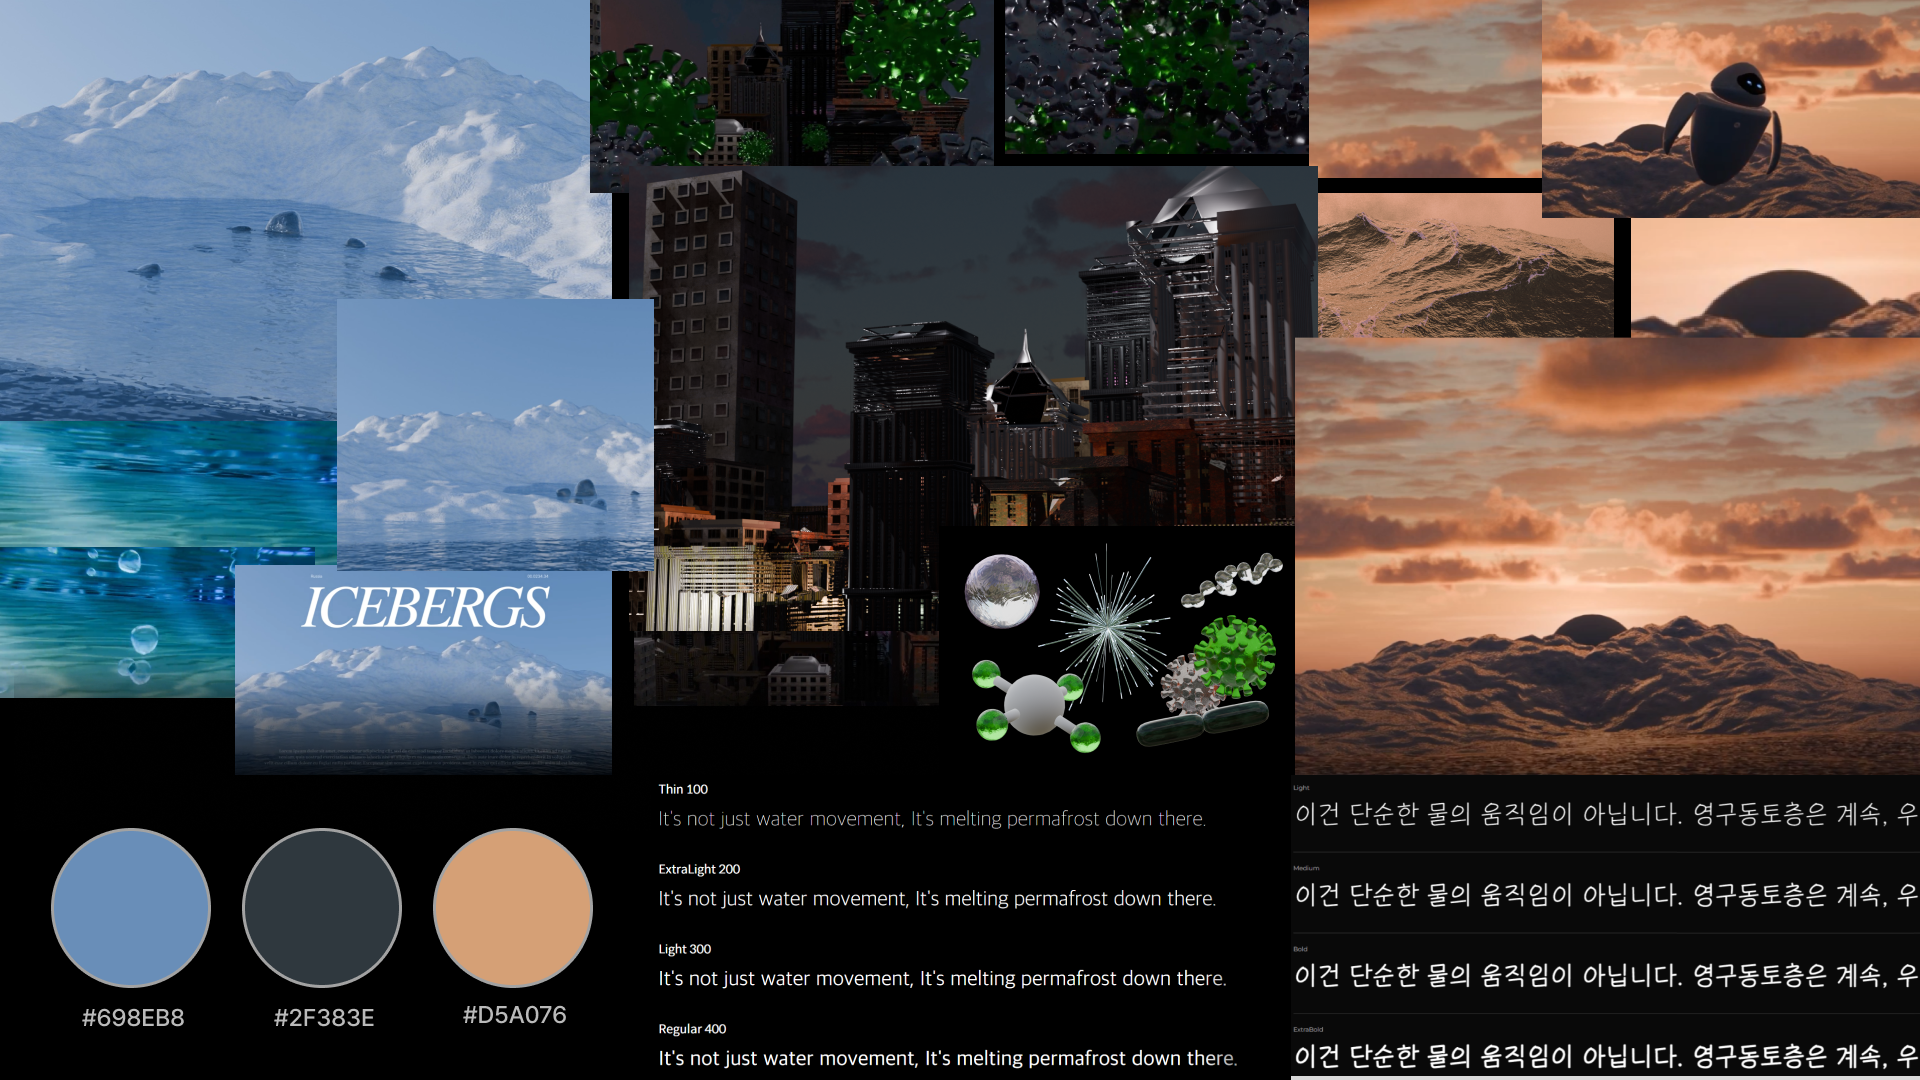 ICEBERGS
#698EB8
#2F383E
#D5A076
Thin 100
It's not just water movement, It's melting permafrost down there.
ExtraLight 200
It's not just water movement, It's melting permafrost down there.
Light 300
It's not just water movement, It's melting permafrost down there.
Regular 400
It's not just water movement, It's melting permafrost down there.
Light
이건 단순한 물의 움직임이 아닙니다. 영구동토층은 계속, 우
Medium
이건 단순한 물의 움직임이 아닙니다. 영구동토층은 계속, 우
Bold
이건 단순한 물의 움직임이 아닙니다. 영구동토층은 계속, 우
ExtraBold
이건 단순한 물의 움직임이 아닙니다. 영구동토층은 계속, 우